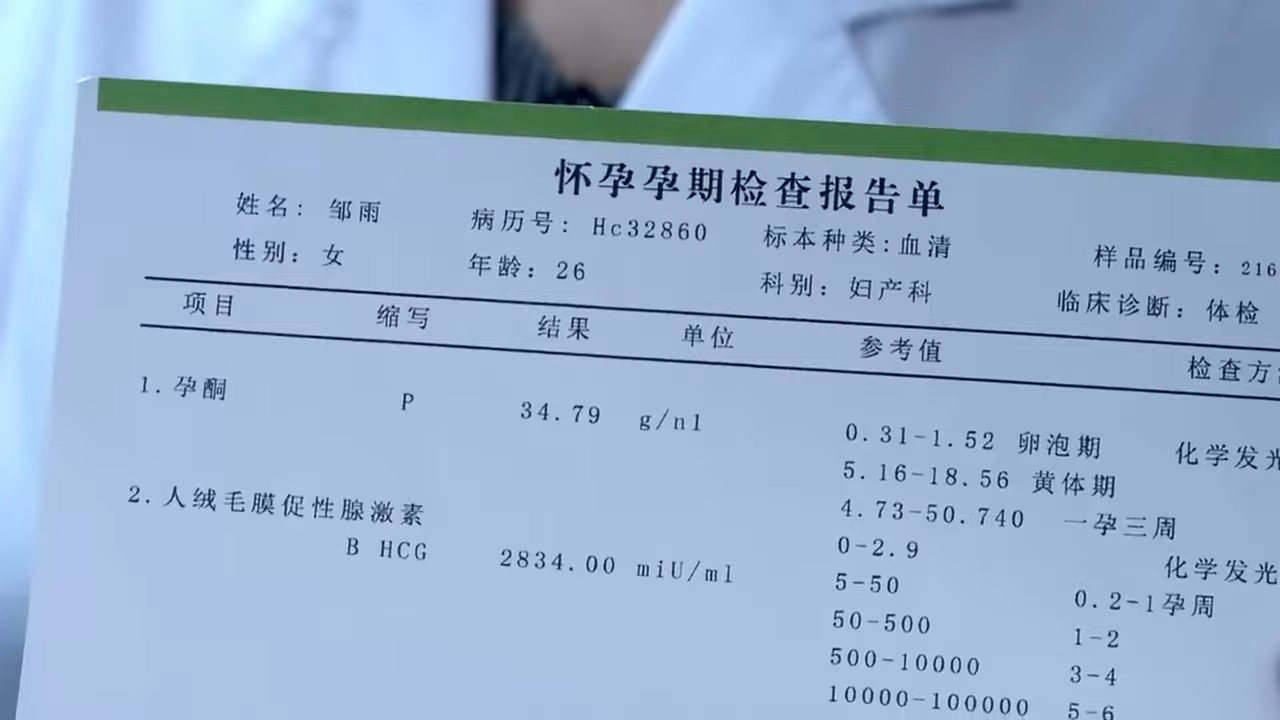 怀孕孕期检查报告单
姓名: 邹雨 病历号: Hc32860 标本种类:血清 样品编号: 216
性别: 女 年龄: 26 科别: 妇产科 临床诊断: 体检
项目 缩写 结果 单位 参考值 检查方
1.孕酮 P 34.79 g/nl 0.31-1.52 卵泡期 化学发光
5.16-18.56 黄体期
4.73-50.740 一孕三周
2.人绒毛膜促性腺激素
B HCG 2834.00 miU/ml 0-2.9 化学发光
5-50 0.2-1孕周
50-500 1-2
500-10000 3-4
10000-100000 5-6